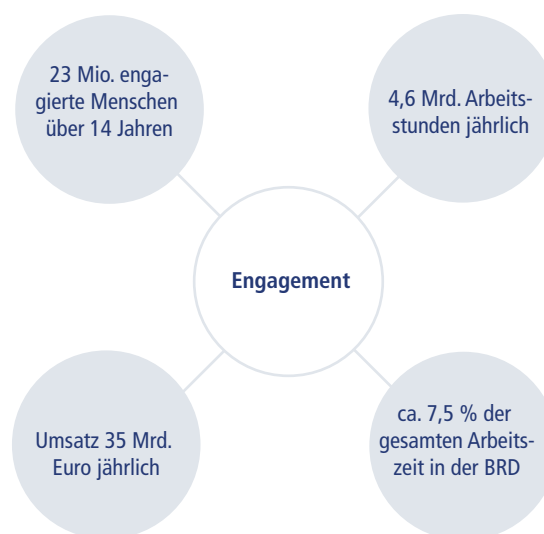 23 Mio. enga-
gierte Menschen
über 14 Jahren
4,6 Mrd. Arbeits-
stunden jährlich
Engagement
Umsatz 35 Mrd.
Euro jährlich
ca. 7,5 % der
gesamten Arbeits-
zeit in der BRD